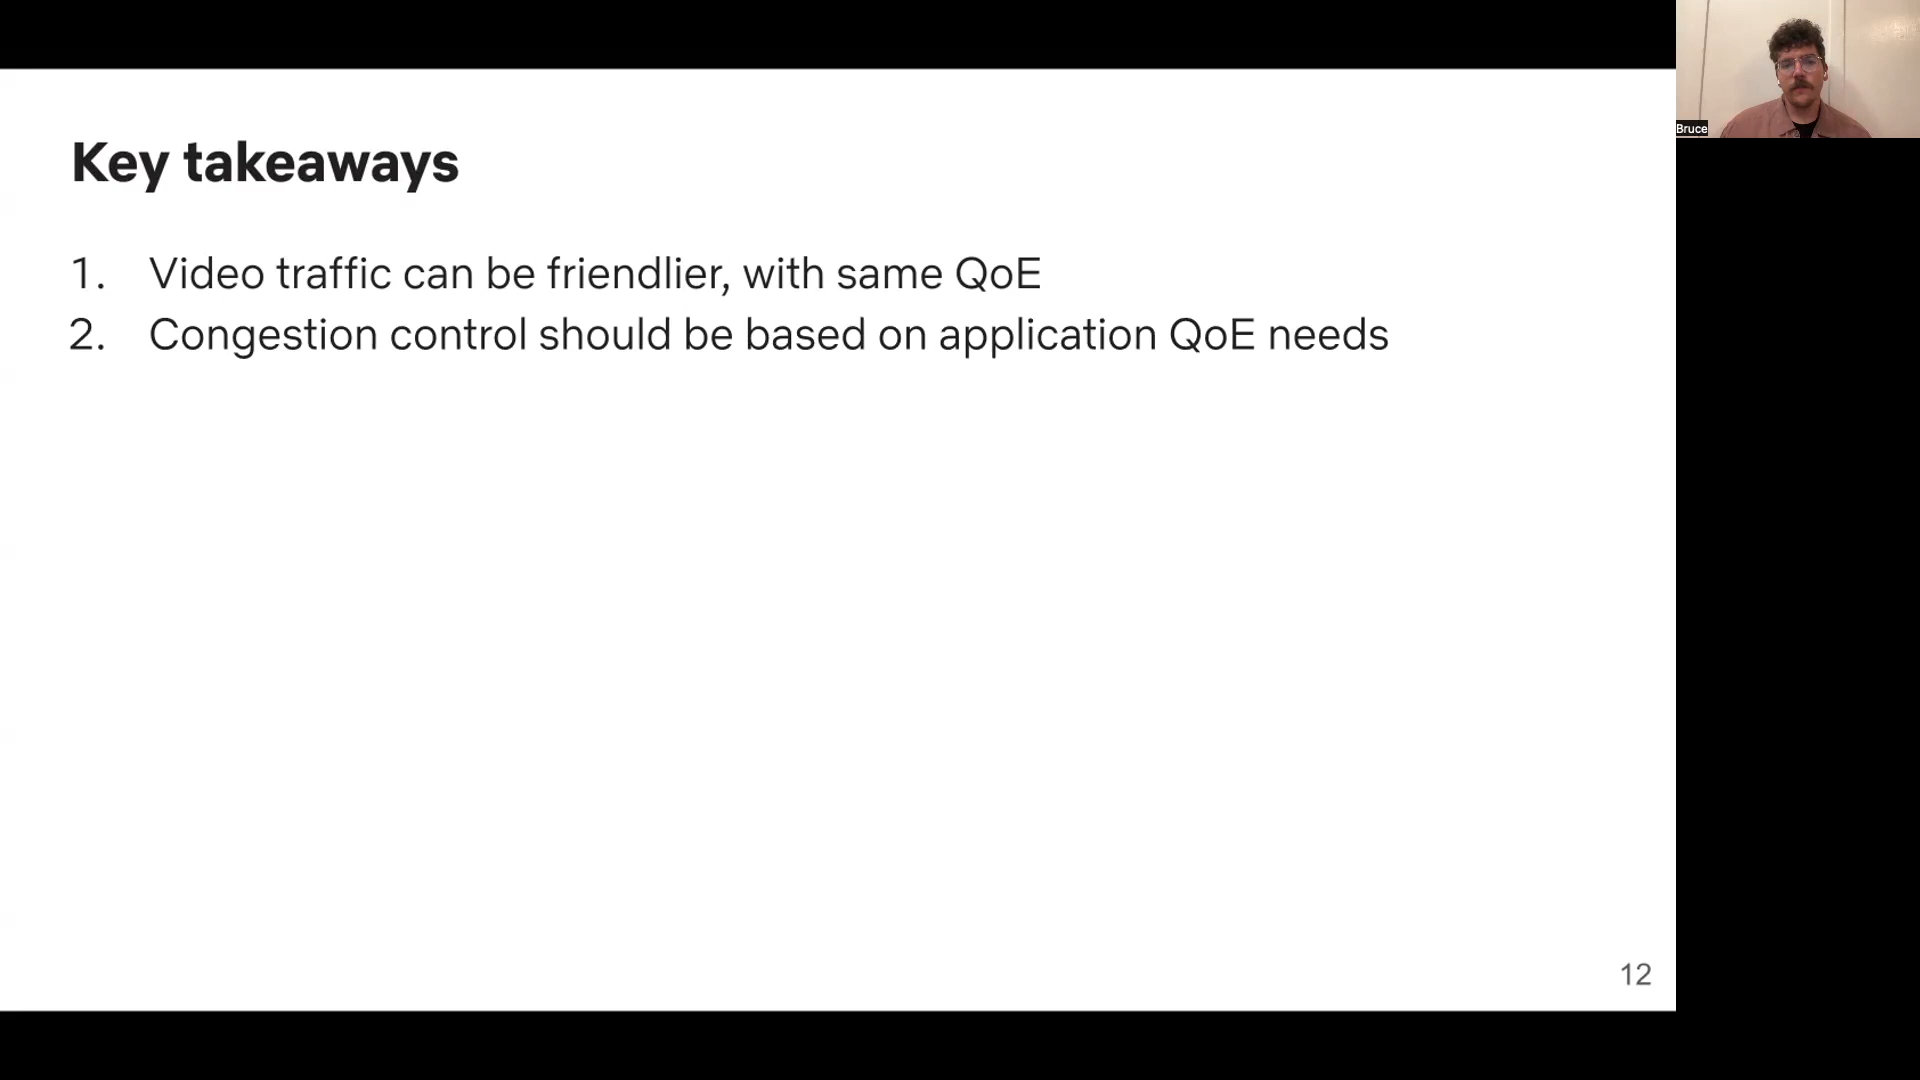 Key takeaways
1. Video traffic can be friendlier, with same QoE
2. Congestion control should be based on application QoE needs
12
Bruce